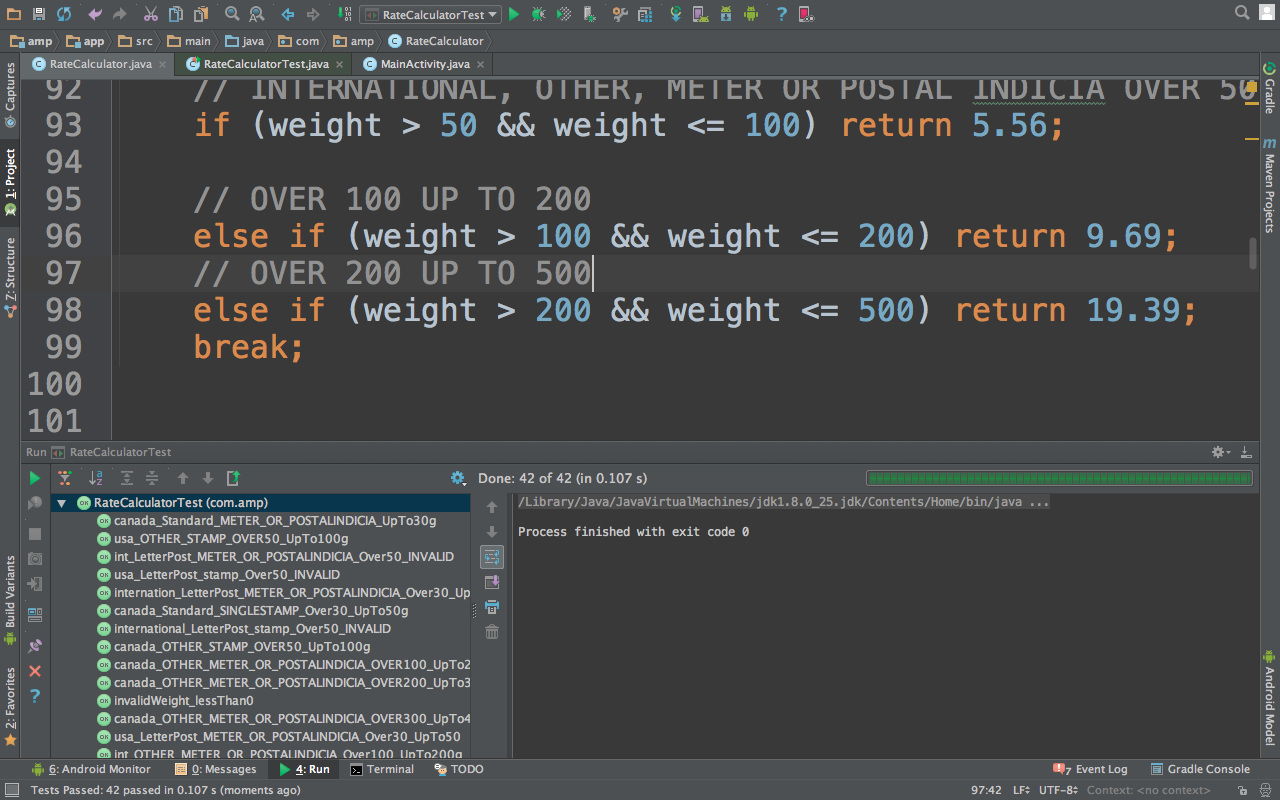 RateCalculatorTest
amp app src main java com amp RateCalculator
RateCalculator.java RateCalculatorTest.java MainActivity.java
92 // INTERNATIONAL, OTHER, METER OR POSTAL INDICIA OVER 50
93 if (weight > 50 && weight <= 100) return 5.56;
94
95 // OVER 100 UP TO 200
96 else if (weight > 100 && weight <= 200) return 9.69;
97 // OVER 200 UP TO 500
98 else if (weight > 200 && weight <= 500) return 19.39;
99 break;
100
101
Captures
1: Project
7: Structure
Build Variants
2: Favorites
Gradle
Maven Projects
Android Model
Run RateCalculatorTest
Done: 42 of 42 (in 0.107 s)
RateCalculatorTest (com.amp)
canada_Standard_METER_OR_POSTALINDICIA_UpTo30g
usa_OTHER_STAMP_OVER50_UpTo100g
int_LetterPost_METER_OR_POSTALINDICIA_Over50_INVALID
usa_LetterPost_stamp_Over50_INVALID
internation_LetterPost_METER_OR_POSTALINDICIA_Over30_Up
canada_Standard_SINGLESTAMP_Over30_UpTo50g
international_LetterPost_stamp_Over50_INVALID
canada_OTHER_STAMP_OVER50_UpTo100g
canada_OTHER_METER_OR_POSTALINDICIA_OVER100_UpTo2
canada_OTHER_METER_OR_POSTALINDICIA_OVER200_UpTo3
invalidWeight_lessThan0
canada_OTHER_METER_OR_POSTALINDICIA_OVER300_UpTo4
usa_LetterPost_METER_OR_POSTALINDICIA_Over30_UpTo50
int_OTHER_METER_OR_POSTALINDICIA_Over100_UpTo200g
/Library/Java/JavaVirtualMachines/jdk1.8.0_25.jdk/Contents/Home/bin/java ...
Process finished with exit code 0
6: Android Monitor 0: Messages 4: Run Terminal TODO 7 Event Log Gradle Console
Tests Passed: 42 passed in 0.107 s (moments ago) 97:42 LF UTF-8 Context: <no context>